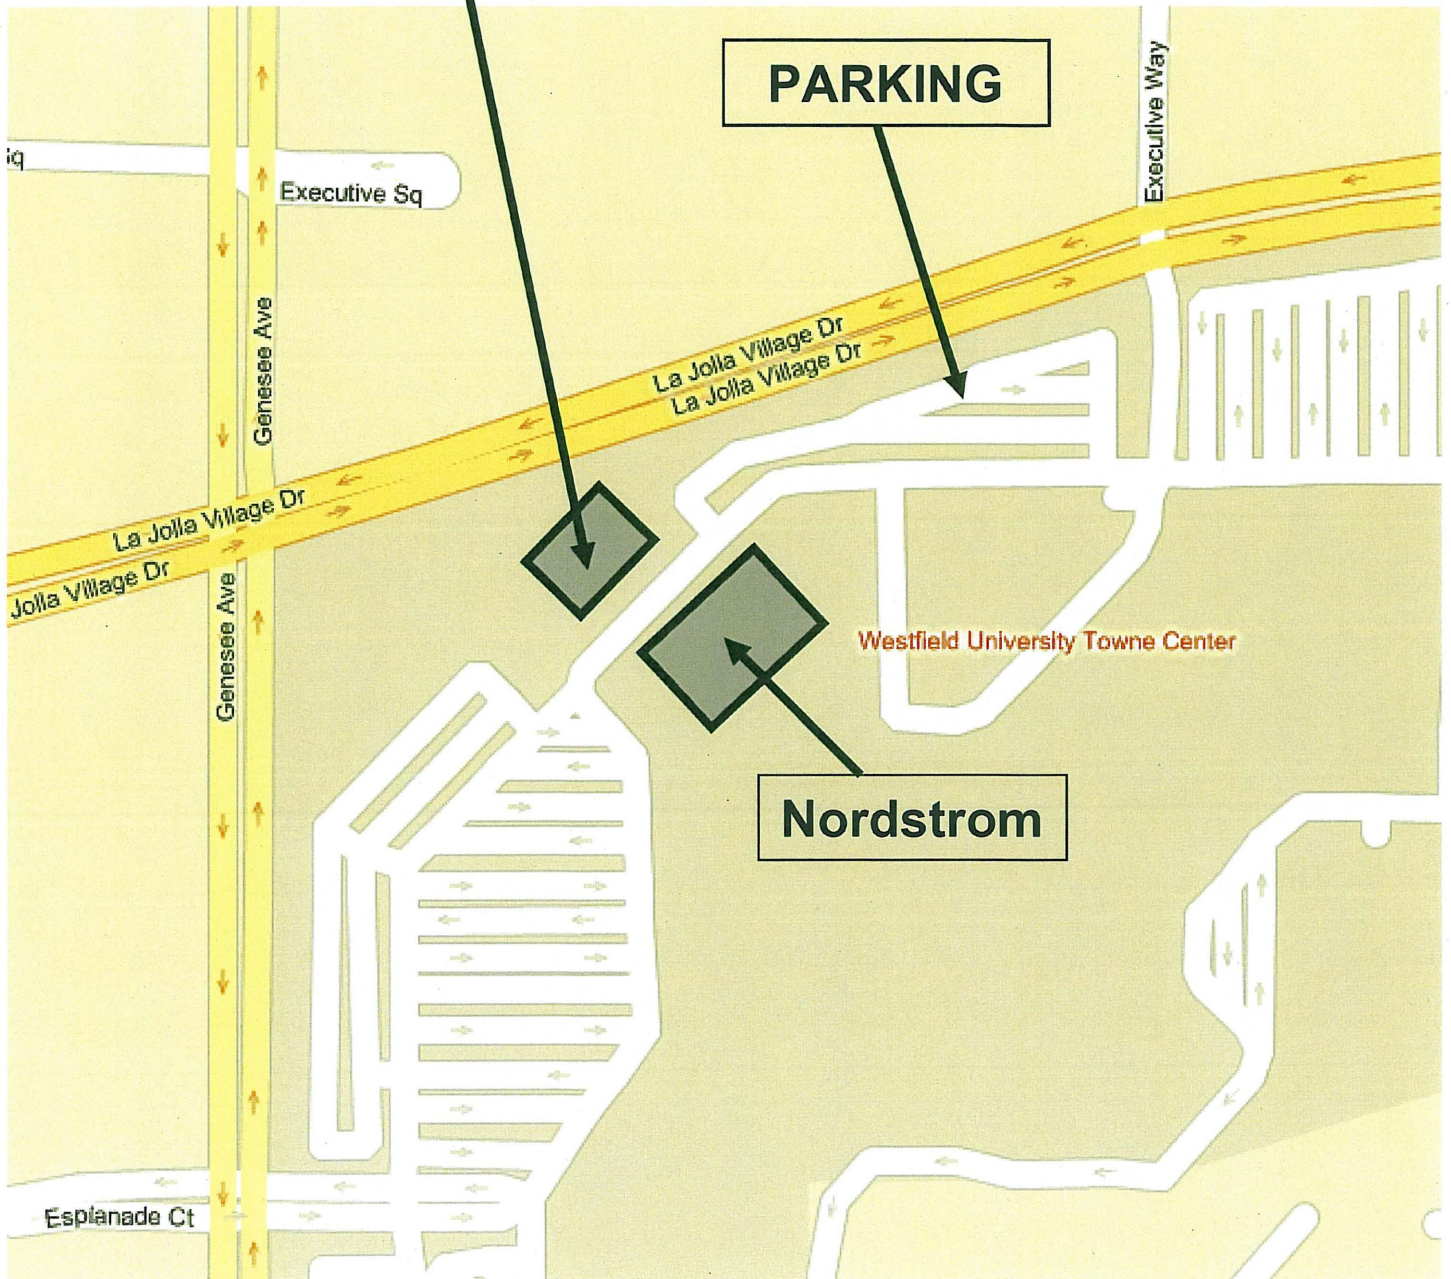 PARKING
Executive Way
Executive Sq
Genesee Ave
La Jolla Village Dr
La Jolla Village Dr
La Jolla Village Dr
Jolla Village Dr
Genesee Ave
Westfield University Towne Center
Nordstrom
Esplanade Ct